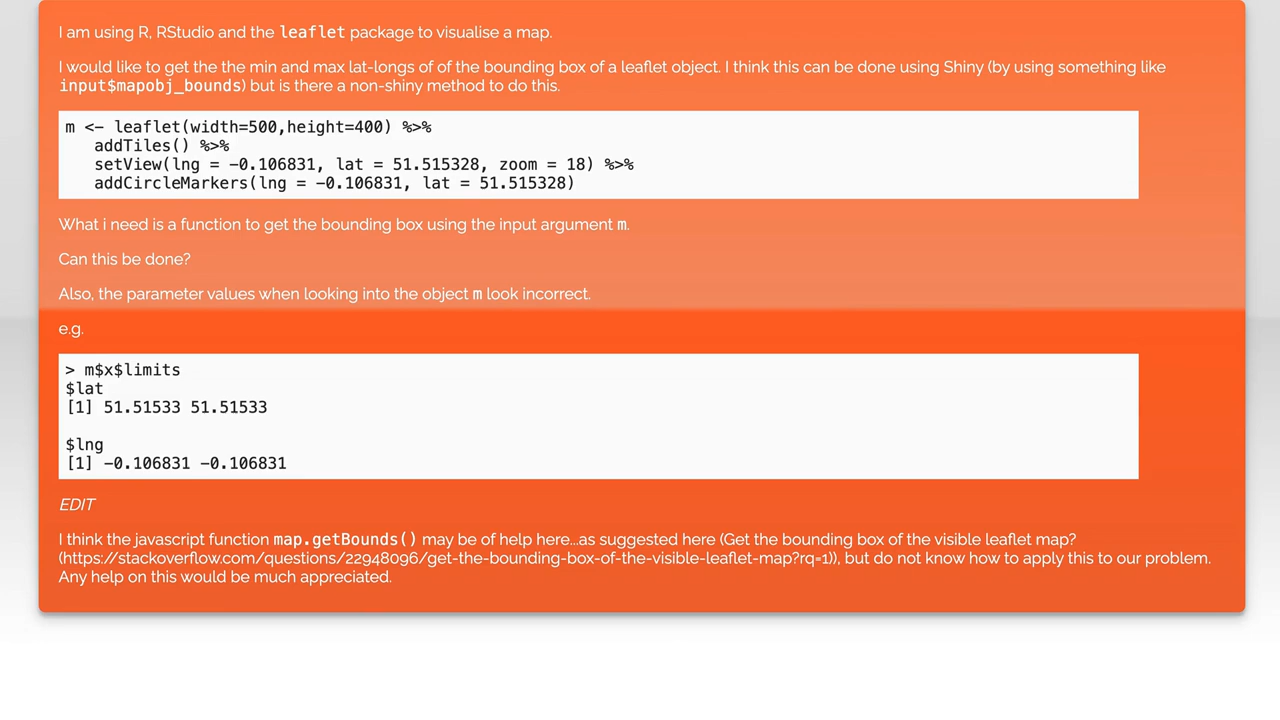 I am using R, RStudio and the leaflet package to visualise a map.
I would like to get the the min and max lat-longs of of the bounding box of a leaflet object. I think this can be done using Shiny (by using something like
input$mapobj_bounds) but is there a non-shiny method to do this.
m <- leaflet(width=500,height=400) %>%
   addTiles() %>%
   setView(lng = -0.106831, lat = 51.515328, zoom = 18) %>%
   addCircleMarkers(lng = -0.106831, lat = 51.515328)
What i need is a function to get the bounding box using the input argument m.
Can this be done?
Also, the parameter values when looking into the object m look incorrect.
e.g.
> m$x$limits
$lat
[1] 51.51533 51.51533
$lng
[1] -0.106831 -0.106831
EDIT
I think the javascript function map.getBounds() may be of help here...as suggested here (Get the bounding box of the visible leaflet map?
(https://stackoverflow.com/questions/22948096/get-the-bounding-box-of-the-visible-leaflet-map?rq=1)), but do not know how to apply this to our problem.
Any help on this would be much appreciated.